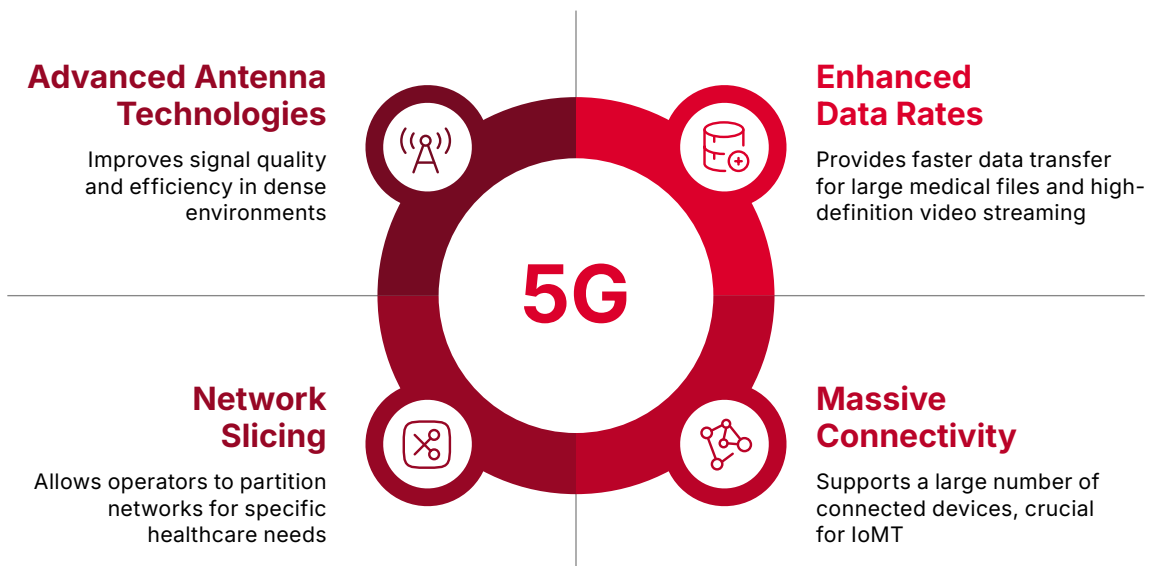 Advanced Antenna
Technologies
Improves signal quality
and efficiency in dense
environments
Enhanced
Data Rates
Provides faster data transfer
for large medical files and high-
definition video streaming
5G
Network
Slicing
Allows operators to partition
networks for specific
healthcare needs
Massive
Connectivity
Supports a large number of
connected devices, crucial
for IoMT